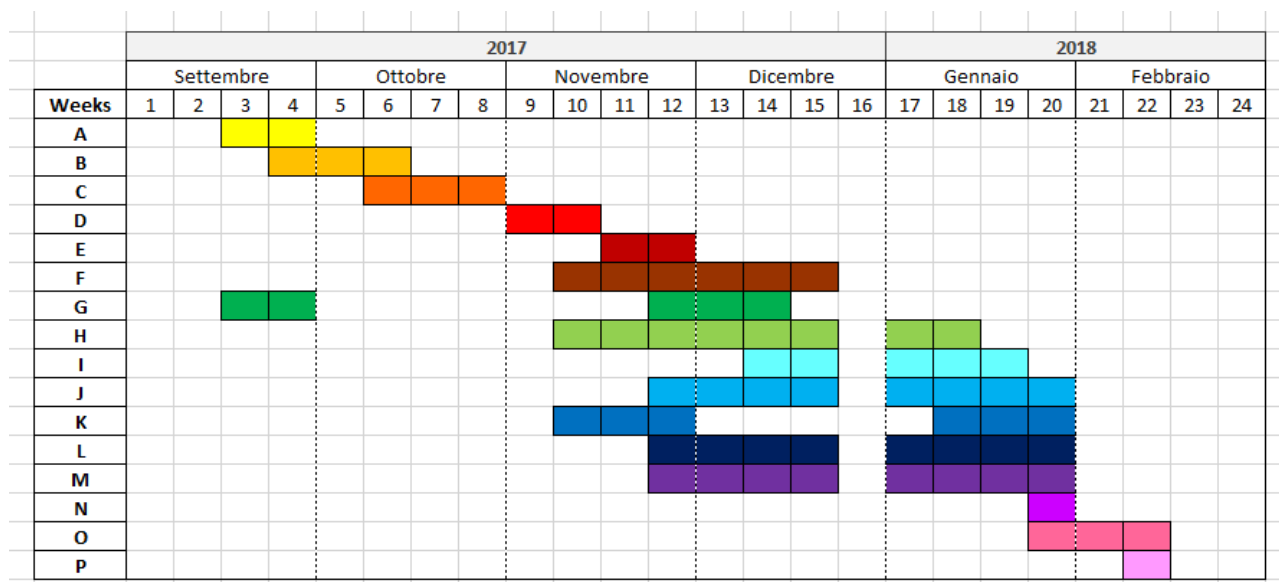 2017 2018
Settembre Ottobre Novembre Dicembre Gennaio Febbraio
Weeks 1 2 3 4 5 6 7 8 9 10 11 12 13 14 15 16 17 18 19 20 21 22 23 24
A
B
C
D
E
F
G
H
I
J
K
L
M
N
O
P